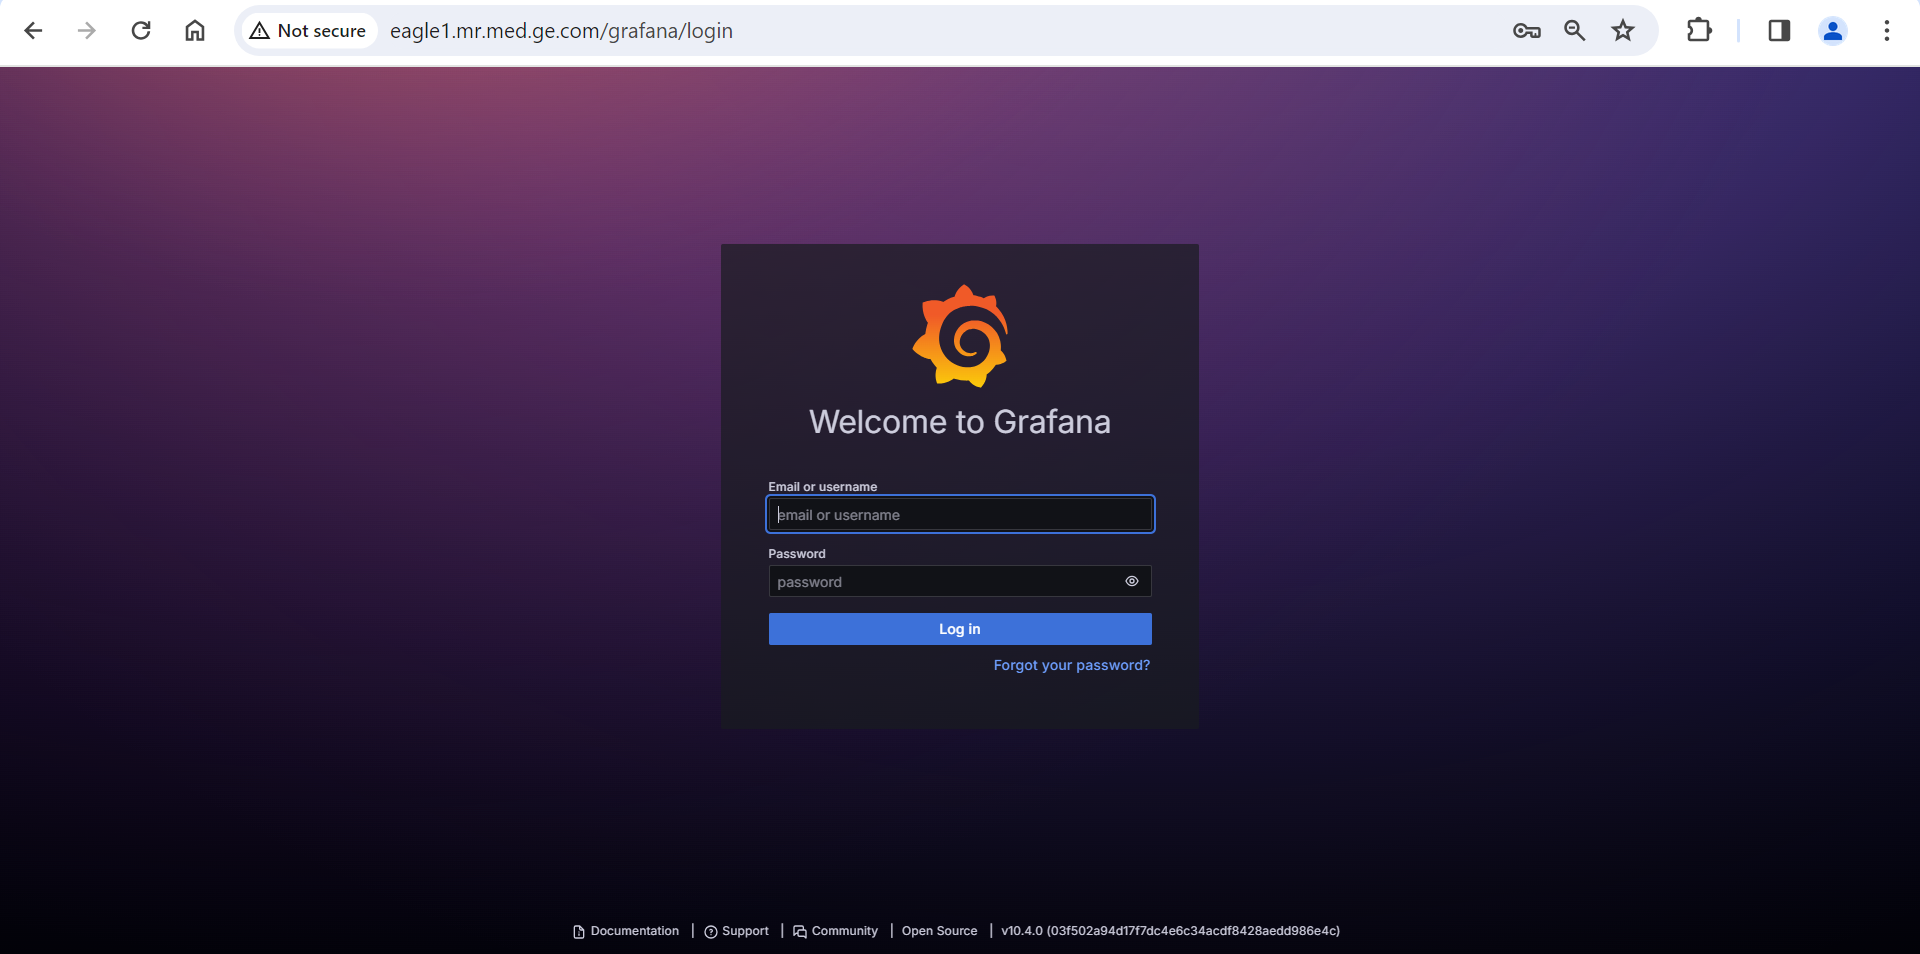 Not secure eagle1.mr.med.ge.com/grafana/login
Welcome to Grafana
Email or username
email or username
Password
password
Log in
Forgot your password?
Documentation | Support | Community | Open Source | v10.4.0 (03f502a94d17f7dc4e6c34acdf8428aedd986e4c)